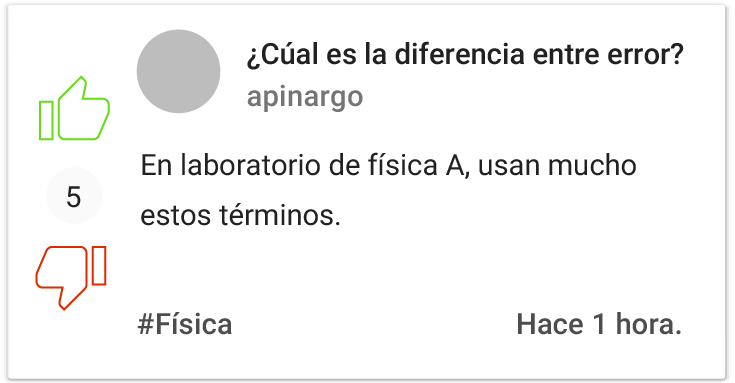 ¿Cúal es la diferencia entre error?
apinargo
En laboratorio de física A, usan mucho
estos términos.
5
#Física
Hace 1 hora.